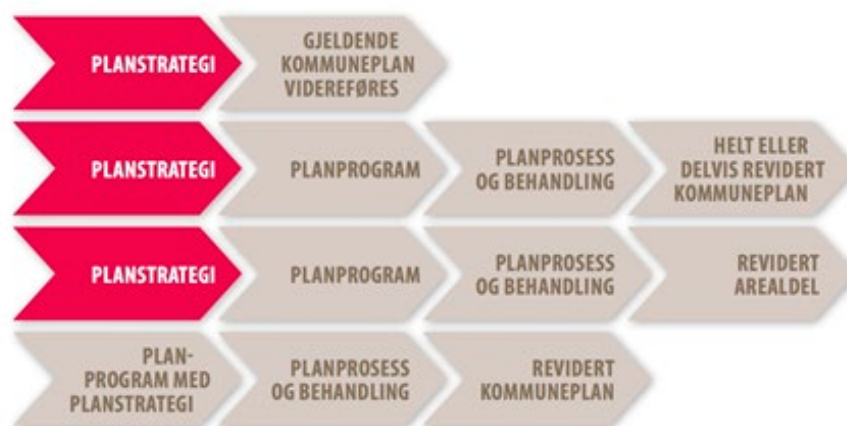 PLANSTRATEGI
GJELDENDE
KOMMUNEPLAN
VIDEREFØRES
PLANSTRATEGI
PLANPROGRAM
PLANPROSESS
OG BEHANDLING
HELT ELLER
DELVIS REVIDERT
KOMMUNEPLAN
PLANSTRATEGI
PLANPROGRAM
PLANPROSESS
OG BEHANDLING
REVIDERT
AREALDEL
PLAN-
PROGRAM MED
PLANSTRATEGI
PLANPROSESS
OG BEHANDLING
REVIDERT
KOMMUNEPLAN